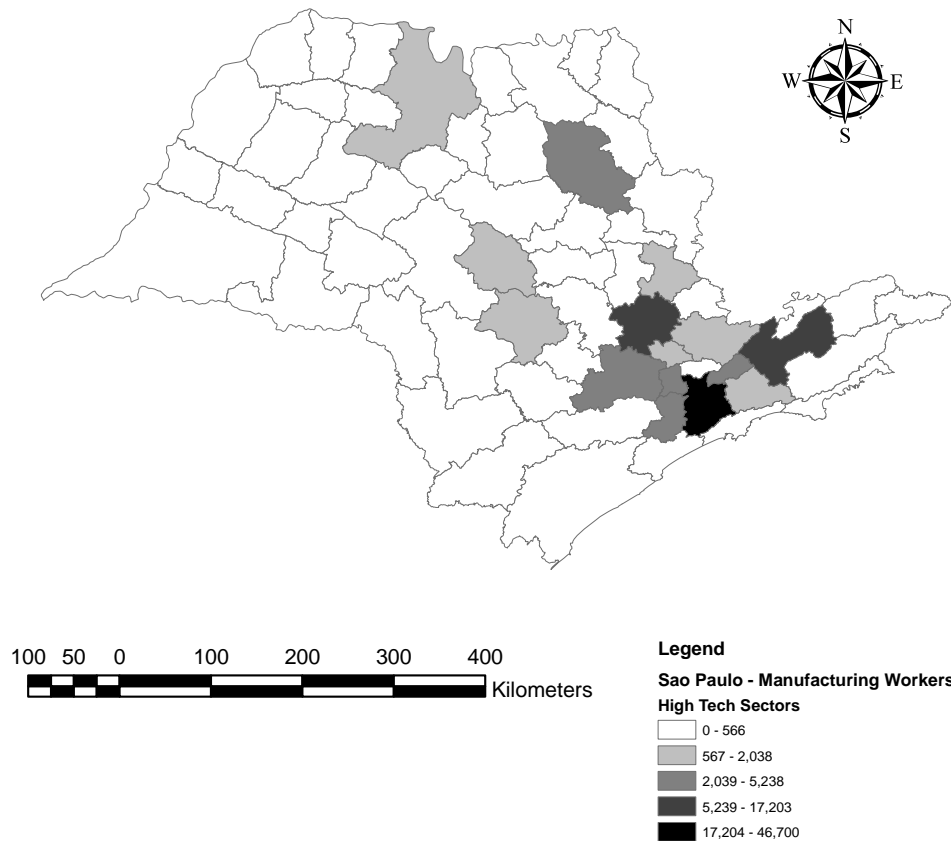 N
W E
S
100 50 0 100 200 300 400
Kilometers
Legend
Sao Paulo - Manufacturing Workers
High Tech Sectors
0 - 566
567 - 2,038
2,039 - 5,238
5,239 - 17,203
17,204 - 46,700